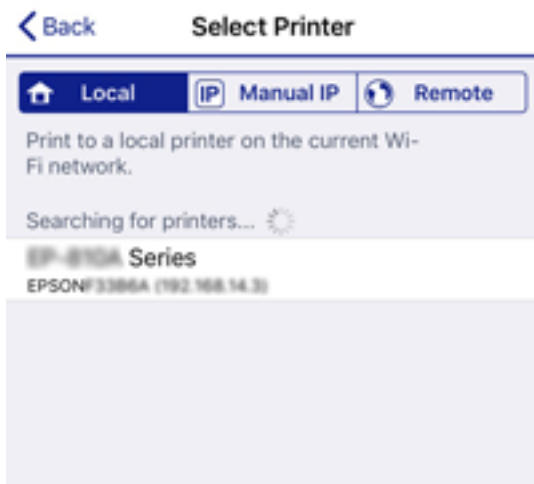 Back
Select Printer
Local
IP Manual IP
Remote
Print to a local printer on the current Wi-
Fi network.
Searching for printers...
Series
EPSON